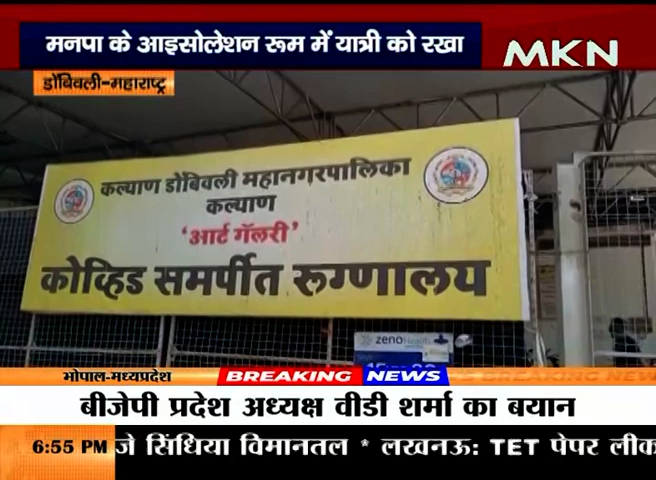 मनपा के आइसोलेशन रूम में यात्री को रखा
MKN
डोंबिवली-महाराष्ट्र
कल्याण डोंबिवली महानगरपालिका
कल्याण
'आर्ट गॅलरी'
कोव्हिड समर्पीत रुग्णालय
zenoHealth
भोपाल-मध्यप्रदेश
BREAKING NEWS
बीजेपी प्रदेश अध्यक्ष वीडी शर्मा का बयान
6:55 PM जे सिंधिया विमानतल * लखनऊ: TET पेपर लीक